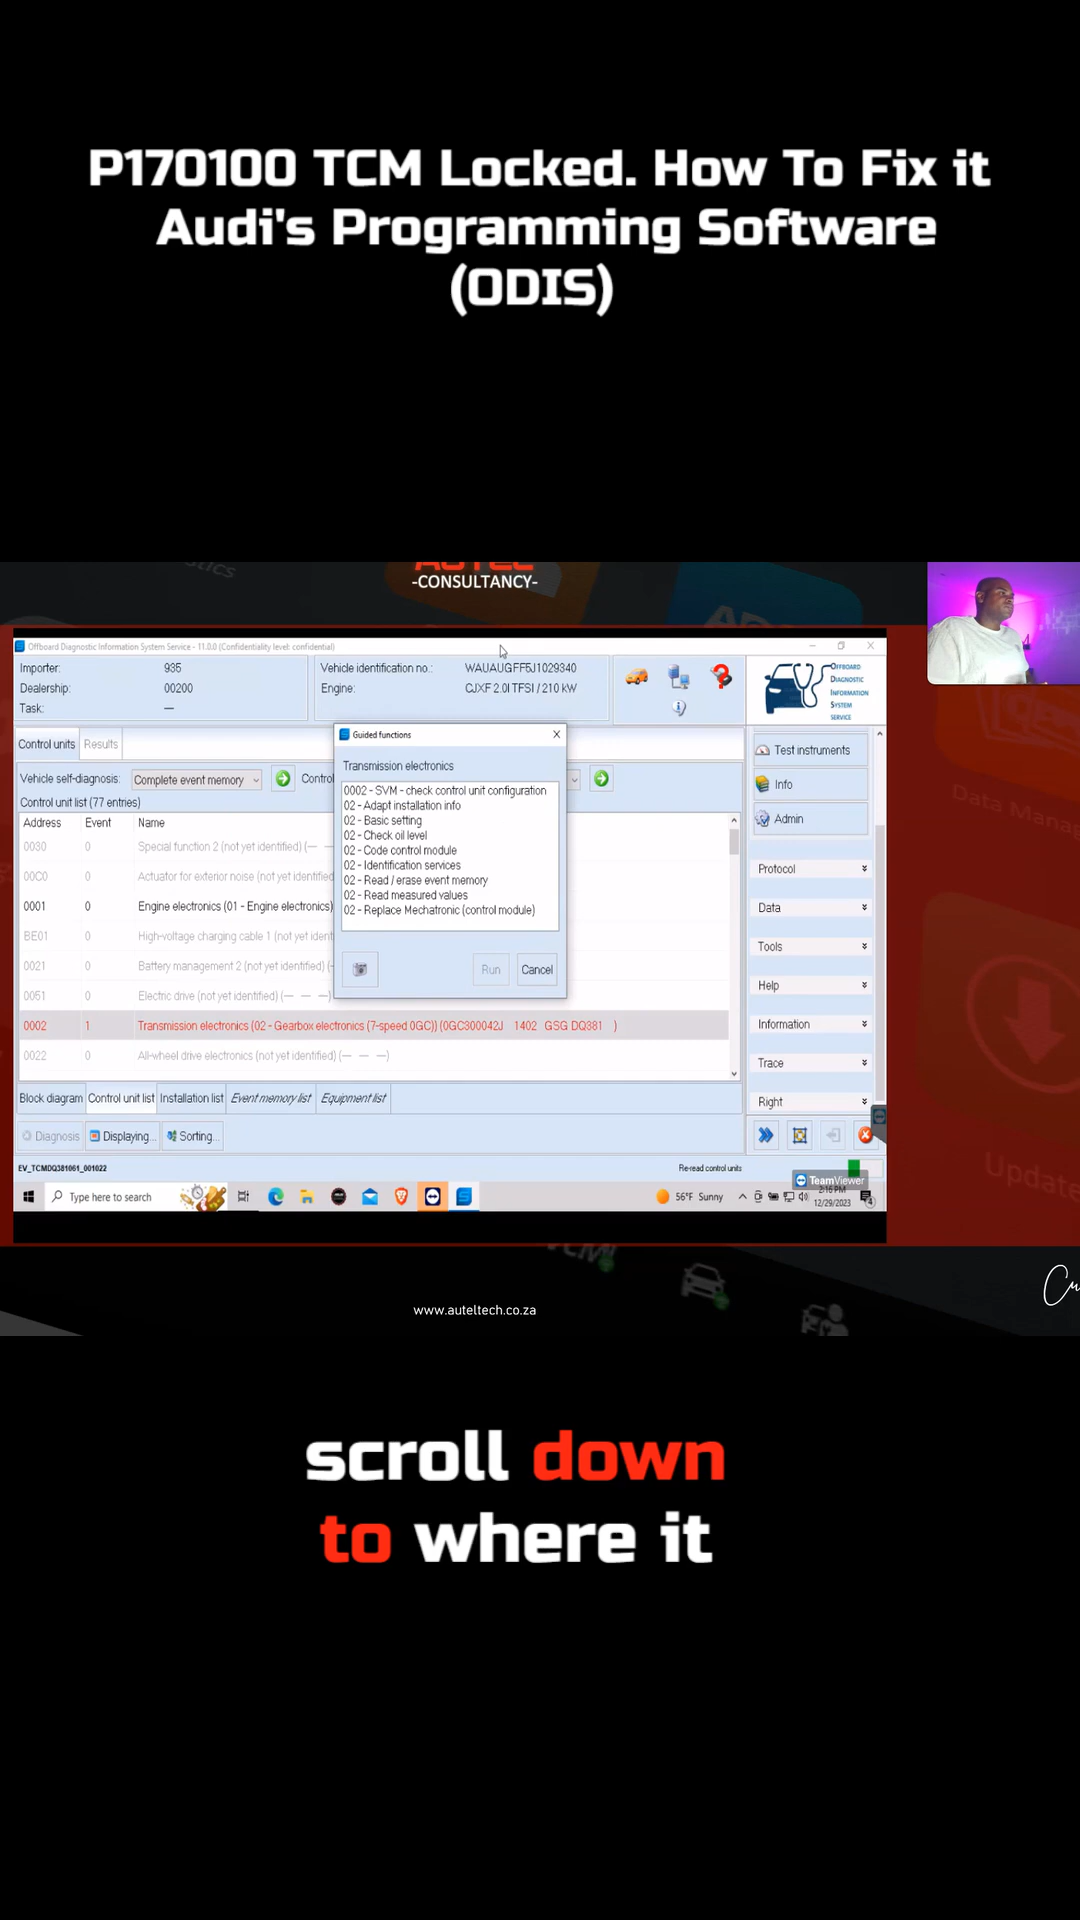 P170100 TCM Locked. How To Fix it
Audi's Programming Software
(ODIS)
-CONSULTANCY-
Offboard Diagnostic Information System Service - 11.0.0 (Confidentiality level: confidential)
Importer: 935
Dealership: 00200
Task: —
Vehicle identification no.: WAUAUGFF5J1029340
Engine: CJXF 2.0l TFSI / 210 kW
OFFBOARD
DIAGNOSTIC
INFORMATION
SYSTEM
SERVICE
Control units Results
Vehicle self-diagnosis: Complete event memory
Control unit list (77 entries)
Address Event Name
0030 0 Special function 2 (not yet identified) (—
00C0 0 Actuator for exterior noise (not yet identified)
0001 0 Engine electronics (01 - Engine electronics)
BE01 0 High-voltage charging cable 1 (not yet
0021 0 Battery management 2 (not yet identified) (
0051 0 Electric drive (not yet identified) (— — —)
0002 1 Transmission electronics (02 - Gearbox electronics (7-speed 0GC)) (0GC300042J 1402 GSG DQ381 )
0022 0 All-wheel drive electronics (not yet identified) (— — —)
Guided functions
Transmission electronics
0002 - SVM - check control unit configuration
02 - Adapt installation info
02 - Basic setting
02 - Check oil level
02 - Code control module
02 - Identification services
02 - Read / erase event memory
02 - Read measured values
02 - Replace Mechatronic (control module)
Run Cancel
Test instruments
Info
Admin
Protocol
Data
Tools
Help
Information
Trace
Right
Block diagram Control unit list Installation list Event memory list Equipment list
Diagnosis Displaying... Sorting...
EV_TCMDQ381061_001022 Re-read control units
TeamViewer
Type here to search
56°F Sunny
2:16 PM
12/29/2023
4
Data
Update
www.auteltech.co.za
scroll down
to where it